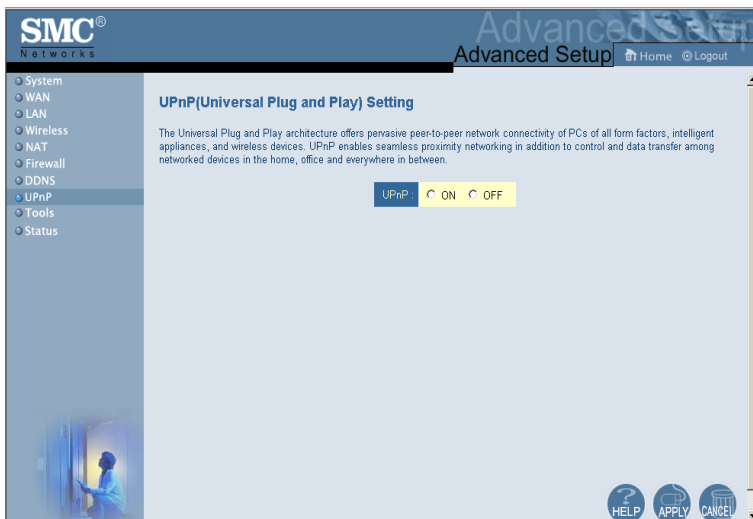 SMC®
Networks
Advanced Setup
Advanced Setup
Home
Logout
System
WAN
LAN
Wireless
NAT
Firewall
DDNS
UPnP
Tools
Status
UPnP(Universal Plug and Play) Setting
The Universal Plug and Play architecture offers pervasive peer-to-peer network connectivity of PCs of all form factors, intelligent
appliances, and wireless devices. UPnP enables seamless proximity networking in addition to control and data transfer among
networked devices in the home, office and everywhere in between.
UPnP : ON OFF
HELP
APPLY
CANCEL